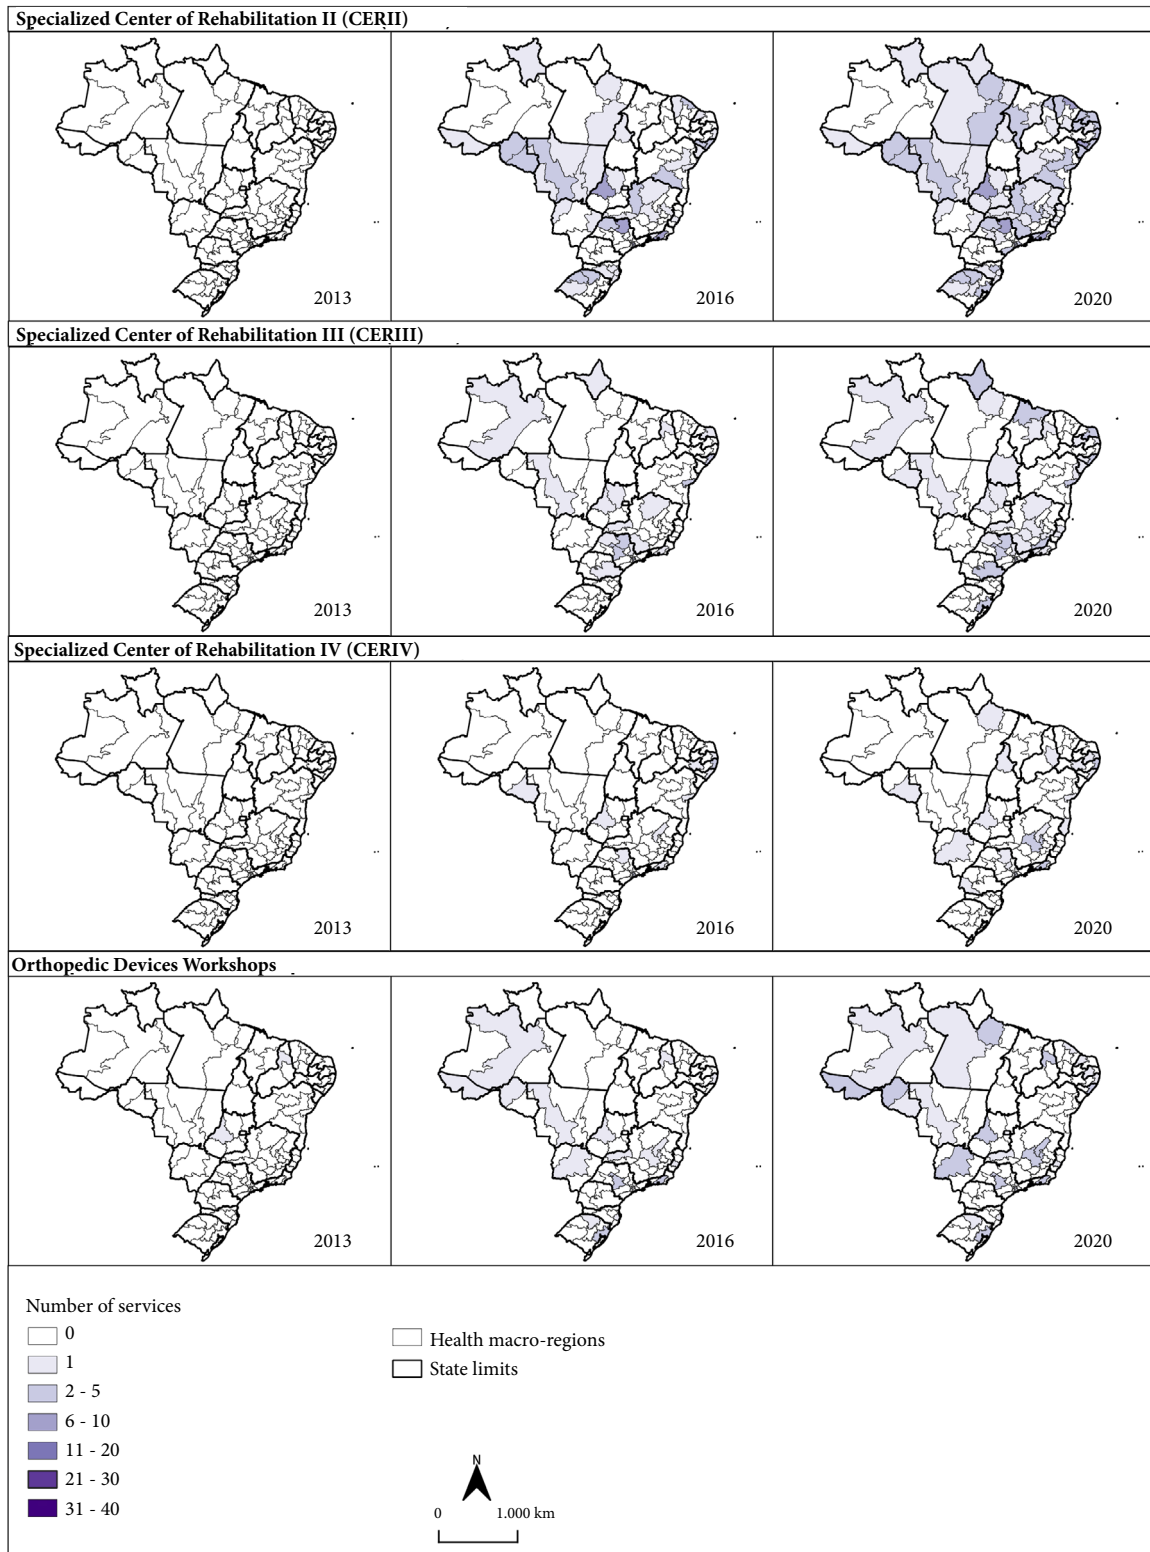 Specialized Center of Rehabilitation II (CERII)
2013
2016
2020
Specialized Center of Rehabilitation III (CERIII)
2013
2016
2020
Specialized Center of Rehabilitation IV (CERIV)
2013
2016
2020
Orthopedic Devices Workshops
2013
2016
2020
Number of services
0
1
2 - 5
6 - 10
11 - 20
21 - 30
31 - 40
Health macro-regions
State limits
N
0 1.000 km